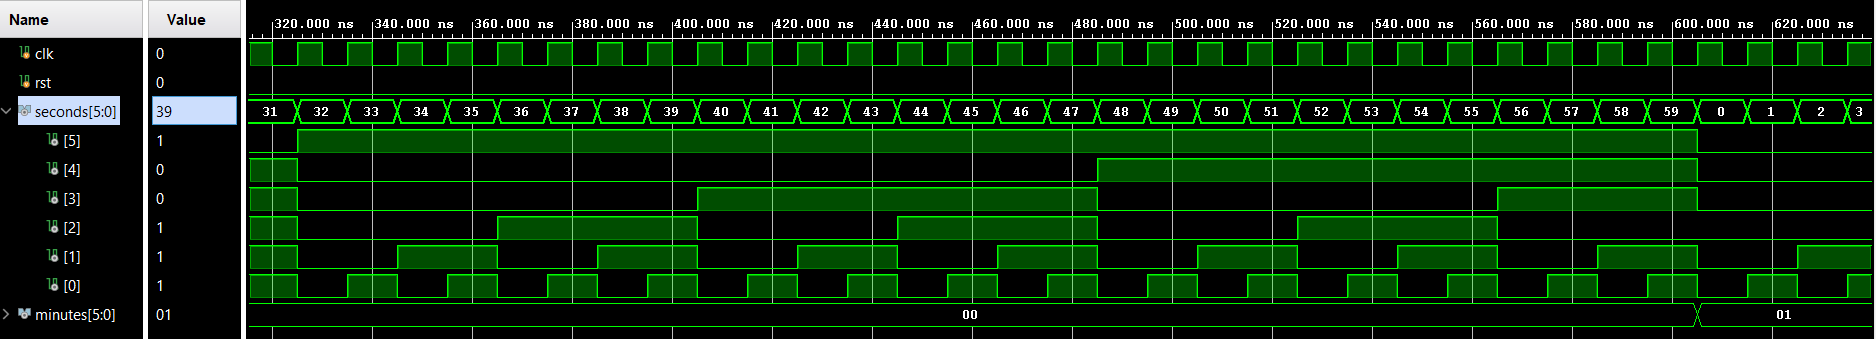 Name Value 320.000 ns 340.000 ns 360.000 ns 380.000 ns 400.000 ns 420.000 ns 440.000 ns 460.000 ns 480.000 ns 500.000 ns 520.000 ns 540.000 ns 560.000 ns 580.000 ns 600.000 ns 620.000 ns
clk 0
rst 0
seconds[5:0] 39 31 32 33 34 35 36 37 38 39 40 41 42 43 44 45 46 47 48 49 50 51 52 53 54 55 56 57 58 59 0 1 2 3
[5] 1
[4] 0
[3] 0
[2] 1
[1] 1
[0] 1
minutes[5:0] 01 00 01